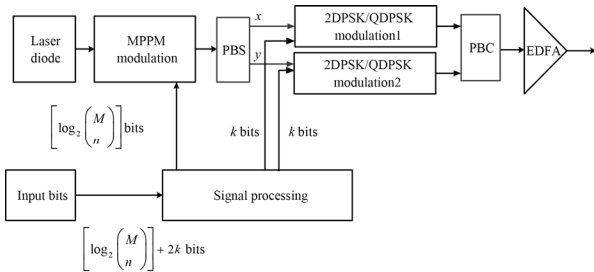 Laser
diode
MPPM
modulation
PBS
x
y
2DPSK/QDPSK
modulation1
2DPSK/QDPSK
modulation2
PBC
EDFA
[log₂(M n)] bits
k bits
k bits
Input bits
Signal processing
[log₂(M n)] + 2k bits